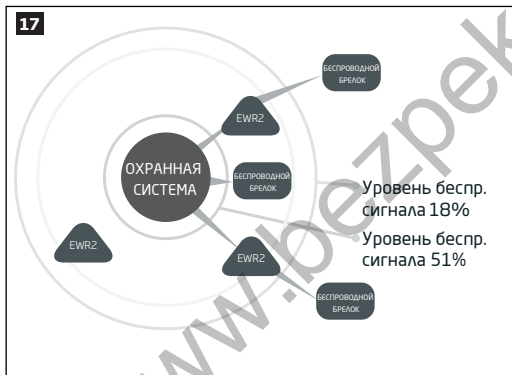 17
БЕСПРОВОДНОЙ
БРЕЛОК
EWR2
ОХРАННАЯ
СИСТЕМА
БЕСПРОВОДНОЙ
БРЕЛОК
Уровень беспр.
сигнала 18%
Уровень беспр.
сигнала 51%
EWR2
EWR2
БЕСПРОВОДНОЙ
БРЕЛОК
www.bezpek